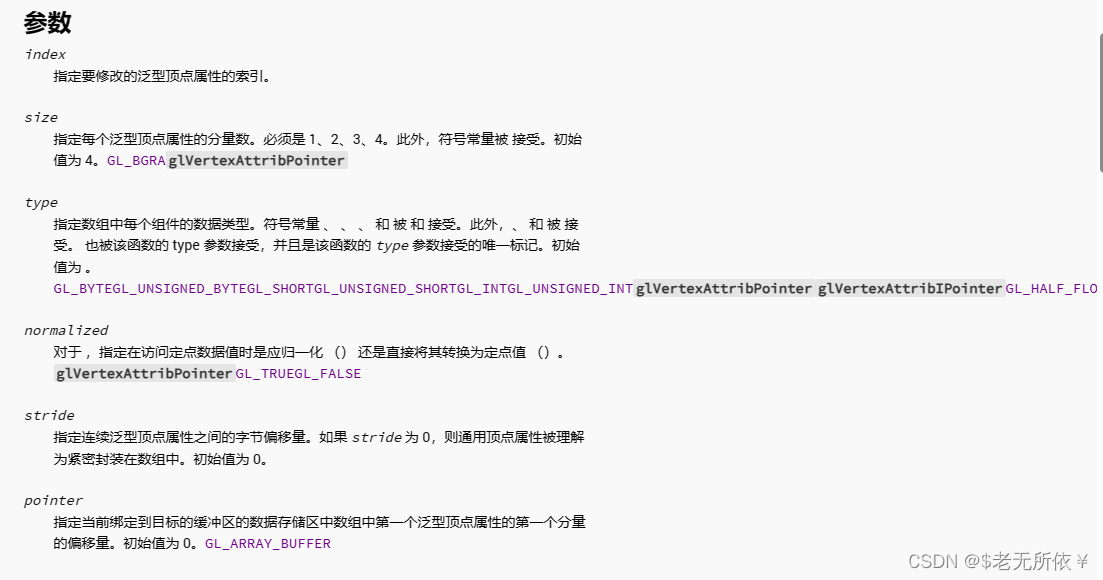 参数
index
指定要修改的泛型顶点属性的索引。
size
指定每个泛型顶点属性的分量数。必须是 1、2、3、4。此外，符号常量被 接受。初始
值为 4。GL_BGRA glVertexAttribPointer
type
指定数组中每个组件的数据类型。符号常量 、 、 、 和 被 和 接受。此外，、 和 被 接
受。 也被该函数的 type 参数接受，并且是该函数的 type 参数接受的唯一标记。初始
值为 。
GL_BYTEGL_UNSIGNED_BYTEGL_SHORTGL_UNSIGNED_SHORTGL_INTGL_UNSIGNED_INT glVertexAttribPointer glVertexAttribIPointer GL_HALF_FLO
normalized
对于 ，指定在访问定点数据值时是应归一化 （） 还是直接将其转换为定点值 （）。
glVertexAttribPointer GL_TRUEGL_FALSE
stride
指定连续泛型顶点属性之间的字节偏移量。如果 stride 为 0，则通用顶点属性被理解
为紧密封装在数组中。初始值为 0。
pointer
指定当前绑定到目标的缓冲区的数据存储区中数组中第一个泛型顶点属性的第一个分量
的偏移量。初始值为 0。GL_ARRAY_BUFFER
CSDN @$老无所依￥